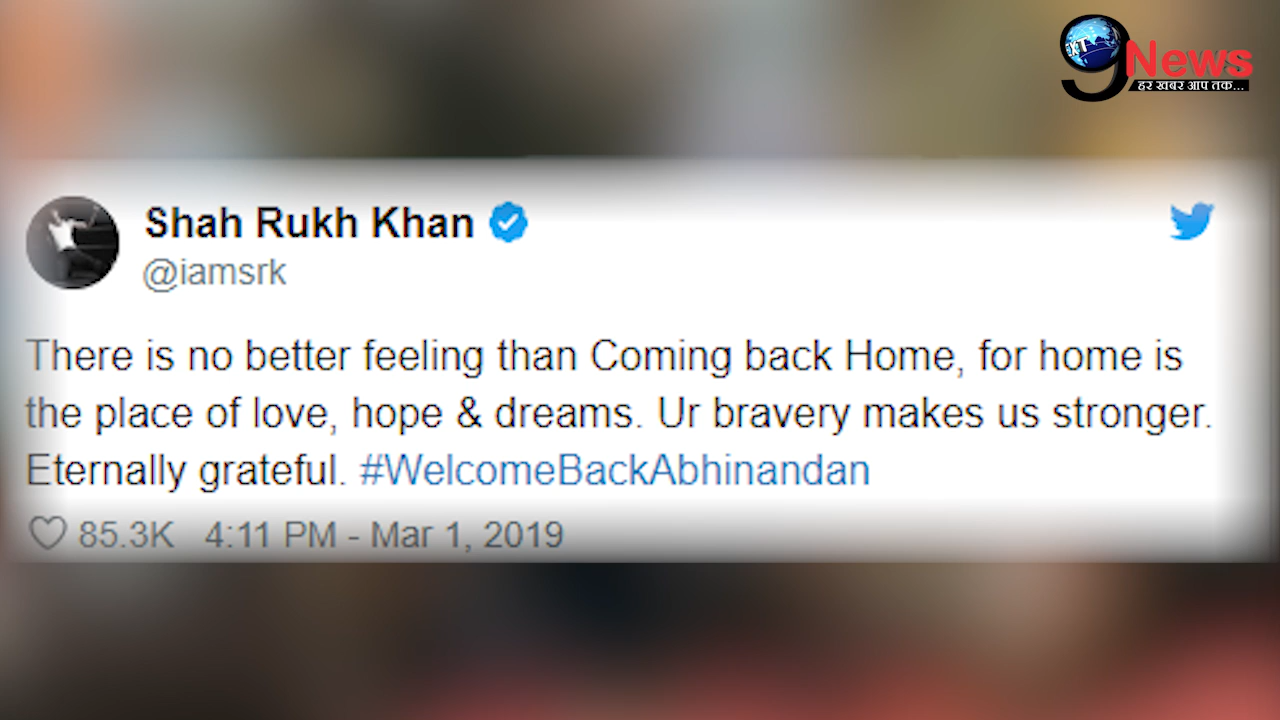 9 News
हर खबर आप तक...
Shah Rukh Khan
@iamsrk
There is no better feeling than Coming back Home, for home is
the place of love, hope & dreams. Ur bravery makes us stronger.
Eternally grateful. #WelcomeBackAbhinandan
85.3K 4:11 PM - Mar 1, 2019